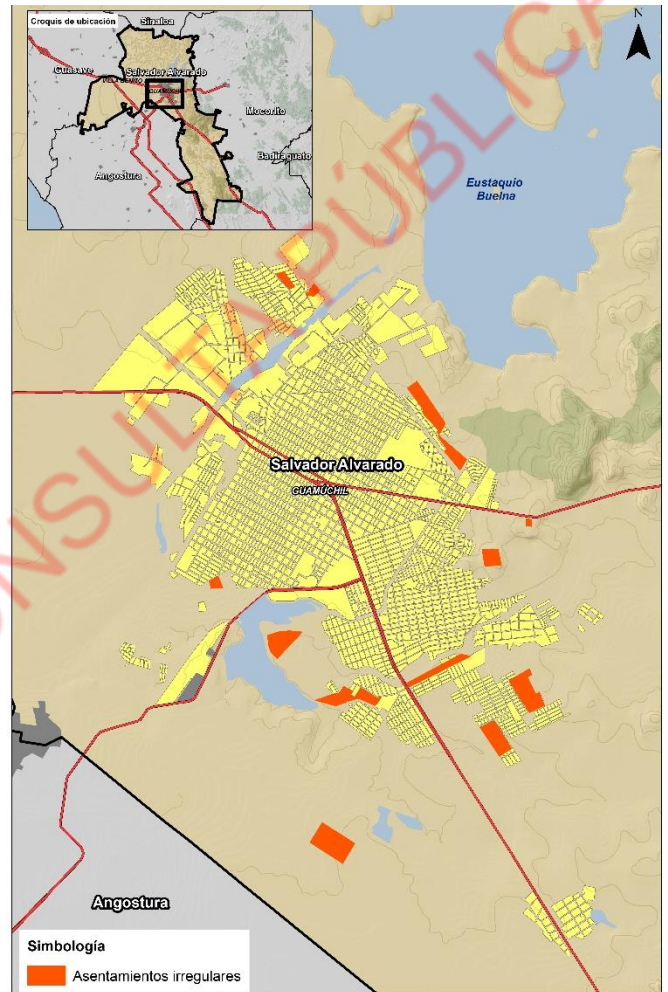 Croquis de ubicación
Sinaloa
Guasave
Salvador Alvarado
Mocorito
Badiraguato
Angostura
N
Eustaquio
Buelna
CONSULTA PÚBLICA
Salvador Alvarado
GUAMÚCHIL
Angostura
Simbología
Asentamientos irregulares